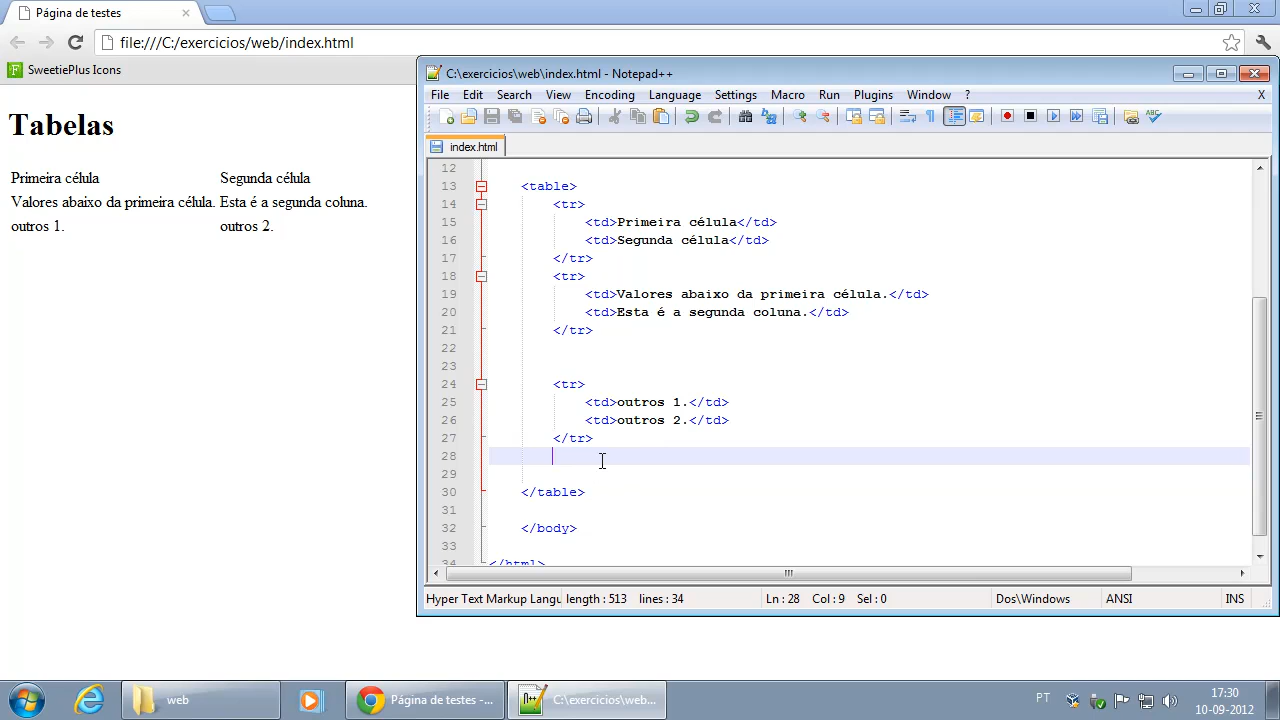 Página de testes
file:///C:/exercicios/web/index.html
SweetiePlus Icons
Tabelas
Primeira célula Segunda célula
Valores abaixo da primeira célula. Esta é a segunda coluna.
outros 1. outros 2.
C:\exercicios\web\index.html - Notepad++
File Edit Search View Encoding Language Settings Macro Run Plugins Window ? X
index.html
12
13 <table>
14 <tr>
15 <td>Primeira célula</td>
16 <td>Segunda célula</td>
17 </tr>
18 <tr>
19 <td>Valores abaixo da primeira célula.</td>
20 <td>Esta é a segunda coluna.</td>
21 </tr>
22
23
24 <tr>
25 <td>outros 1.</td>
26 <td>outros 2.</td>
27 </tr>
28
29
30 </table>
31
32 </body>
33
34 </html>
Hyper Text Markup Langu length : 513 lines : 34 Ln : 28 Col : 9 Sel : 0 Dos\Windows ANSI INS
web Página de testes -... C:\exercicios\web... PT 17:30
10-09-2012